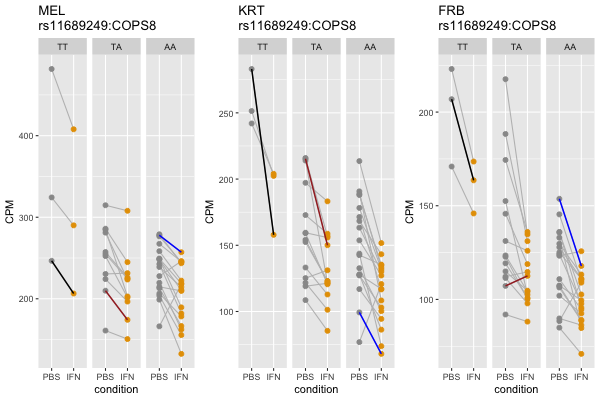 MEL
rs11689249:COPS8
TT TA AA
CPM
400
300
200
PBS IFN PBS IFN PBS IFN
condition
KRT
rs11689249:COPS8
TT TA AA
CPM
250
200
150
100
PBS IFN PBS IFN PBS IFN
condition
FRB
rs11689249:COPS8
TT TA AA
CPM
200
150
100
PBS IFN PBS IFN PBS IFN
condition